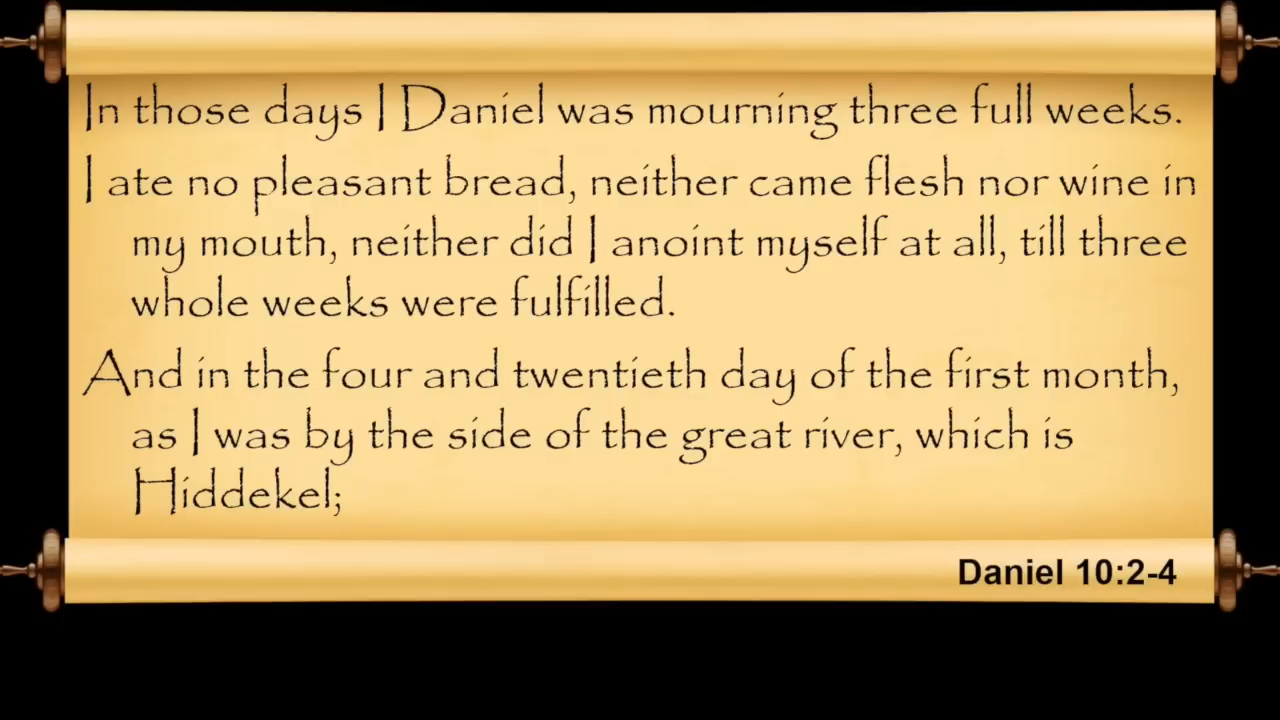 In those days I Daniel was mourning three full weeks.
I ate no pleasant bread, neither came flesh nor wine in
my mouth, neither did I anoint myself at all, till three
whole weeks were fulfilled.
And in the four and twentieth day of the first month,
as I was by the side of the great river, which is
Hiddekel;
Daniel 10:2-4